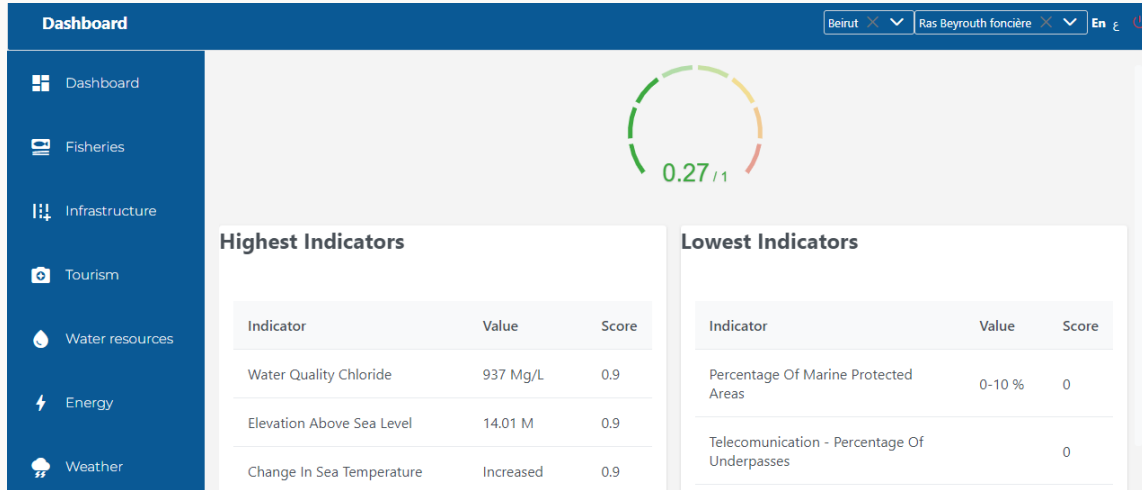 Dashboard
Beirut
Ras Beyrouth foncière
En ع
Dashboard
Fisheries
Infrastructure
Tourism
Water resources
Energy
Weather
0.27 / 1
Highest Indicators
Indicator Value Score
Water Quality Chloride 937 Mg/L 0.9
Elevation Above Sea Level 14.01 M 0.9
Change In Sea Temperature Increased 0.9
Lowest Indicators
Indicator Value Score
Percentage Of Marine Protected
Areas 0-10 % 0
Telecomunication - Percentage Of
Underpasses 0